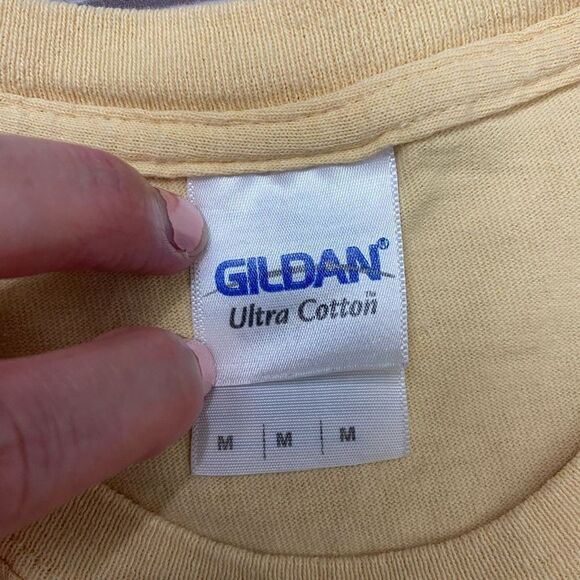 GILDAN®
Ultra Cotton™
M | M | M